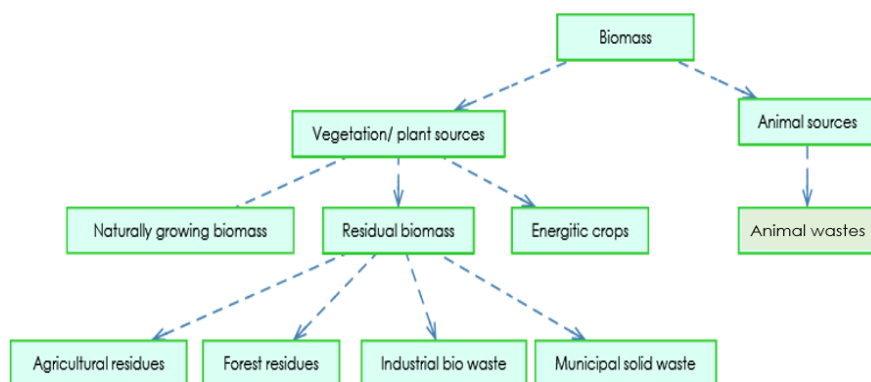 Biomass
Vegetation/ plant sources
Animal sources
Naturally growing biomass
Residual biomass
Energitic crops
Animal wastes
Agricultural residues
Forest residues
Industrial bio waste
Municipal solid waste